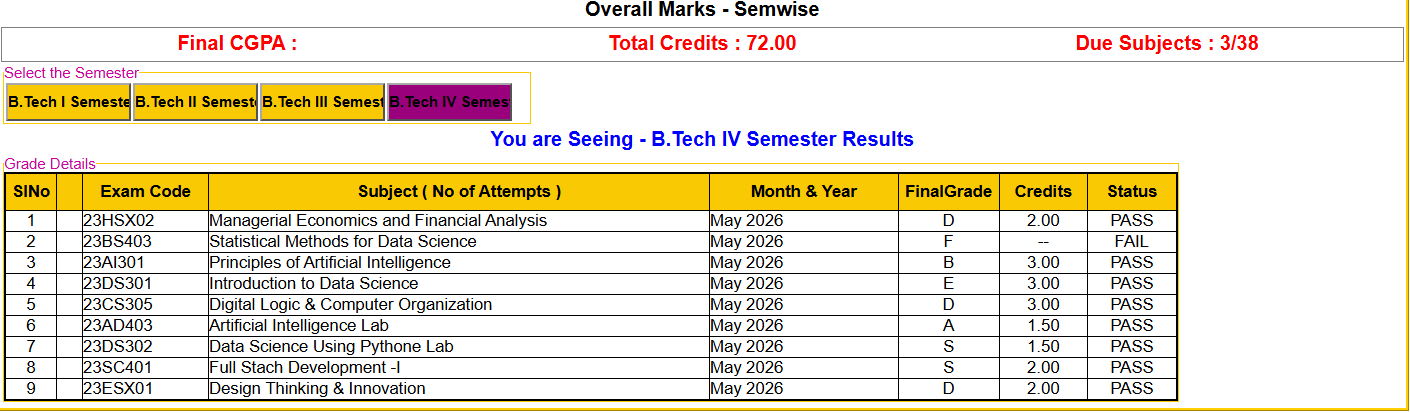 Overall Marks - Semwise
Final CGPA : Total Credits : 72.00 Due Subjects : 3/38
Select the Semester
B.Tech I Semeste B.Tech II Semest B.Tech III Semest B.Tech IV Semes
You are Seeing - B.Tech IV Semester Results
Grade Details
SlNo Exam Code Subject ( No of Attempts ) Month & Year FinalGrade Credits Status
1 23HSX02 Managerial Economics and Financial Analysis May 2026 D 2.00 PASS
2 23BS403 Statistical Methods for Data Science May 2026 F -- FAIL
3 23AI301 Principles of Artificial Intelligence May 2026 B 3.00 PASS
4 23DS301 Introduction to Data Science May 2026 E 3.00 PASS
5 23CS305 Digital Logic & Computer Organization May 2026 D 3.00 PASS
6 23AD403 Artificial Intelligence Lab May 2026 A 1.50 PASS
7 23DS302 Data Science Using Pythone Lab May 2026 S 1.50 PASS
8 23SC401 Full Stach Development -I May 2026 S 2.00 PASS
9 23ESX01 Design Thinking & Innovation May 2026 D 2.00 PASS